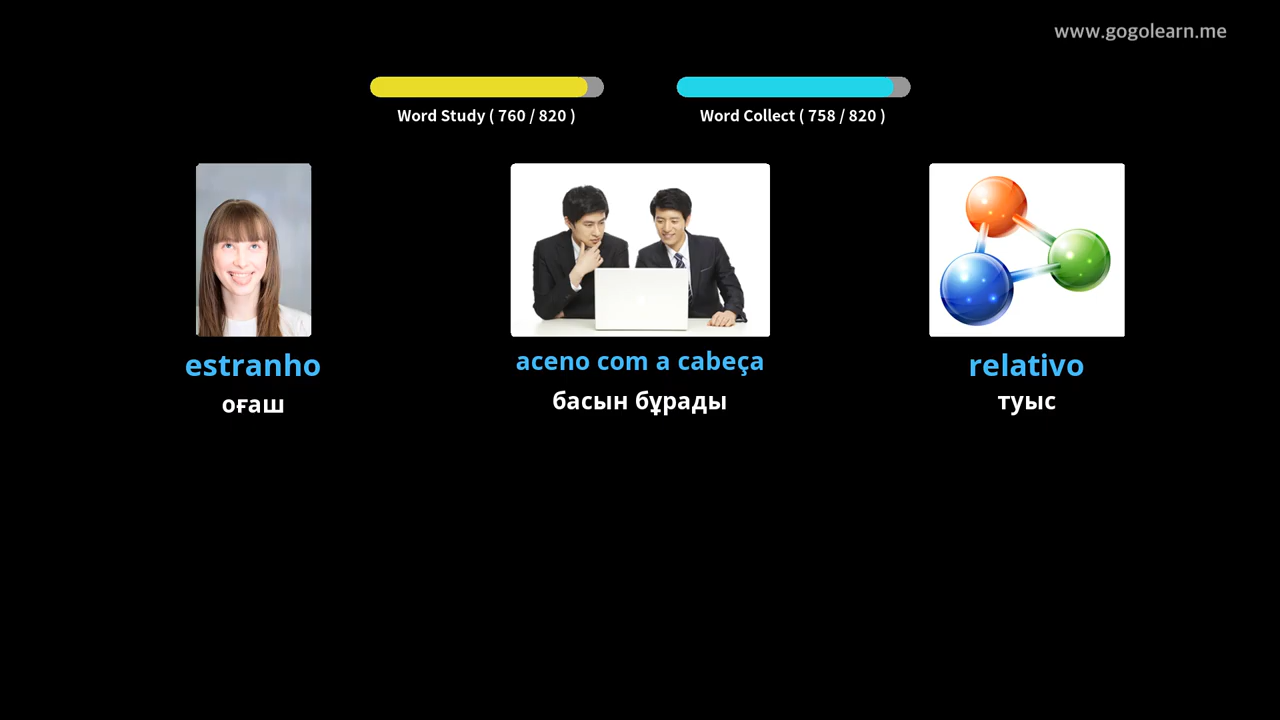 www.gogolearn.me
Word Study ( 760 / 820 )
Word Collect ( 758 / 820 )
estranho
aceno com a cabeça
relativo
оғаш
басын бұрады
туыс